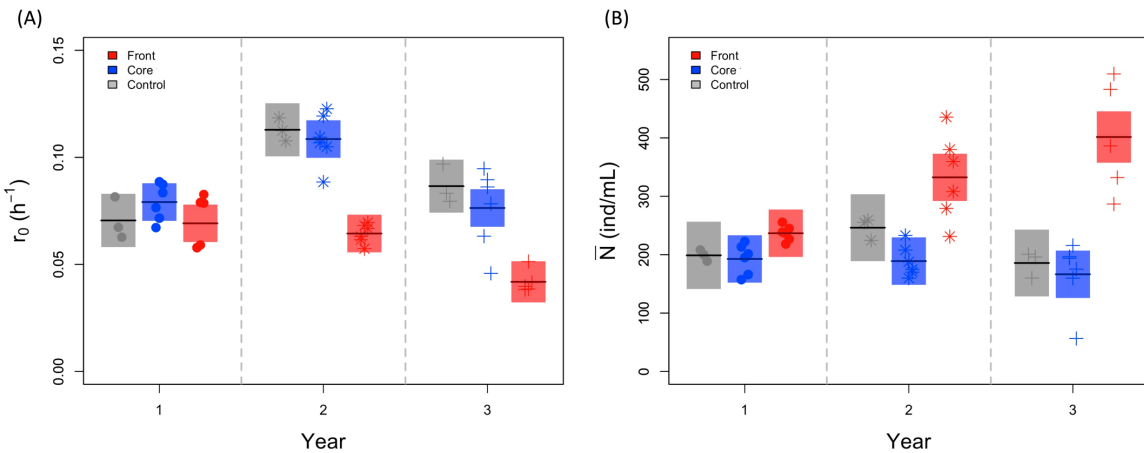 (A)
0.15
0.10
0.05
0.00
r₀ (h⁻¹)
Front
Core
Control
1
2
3
Year
(B)
500
400
300
200
100
0
N̅ (ind/mL)
Front
Core
Control
1
2
3
Year